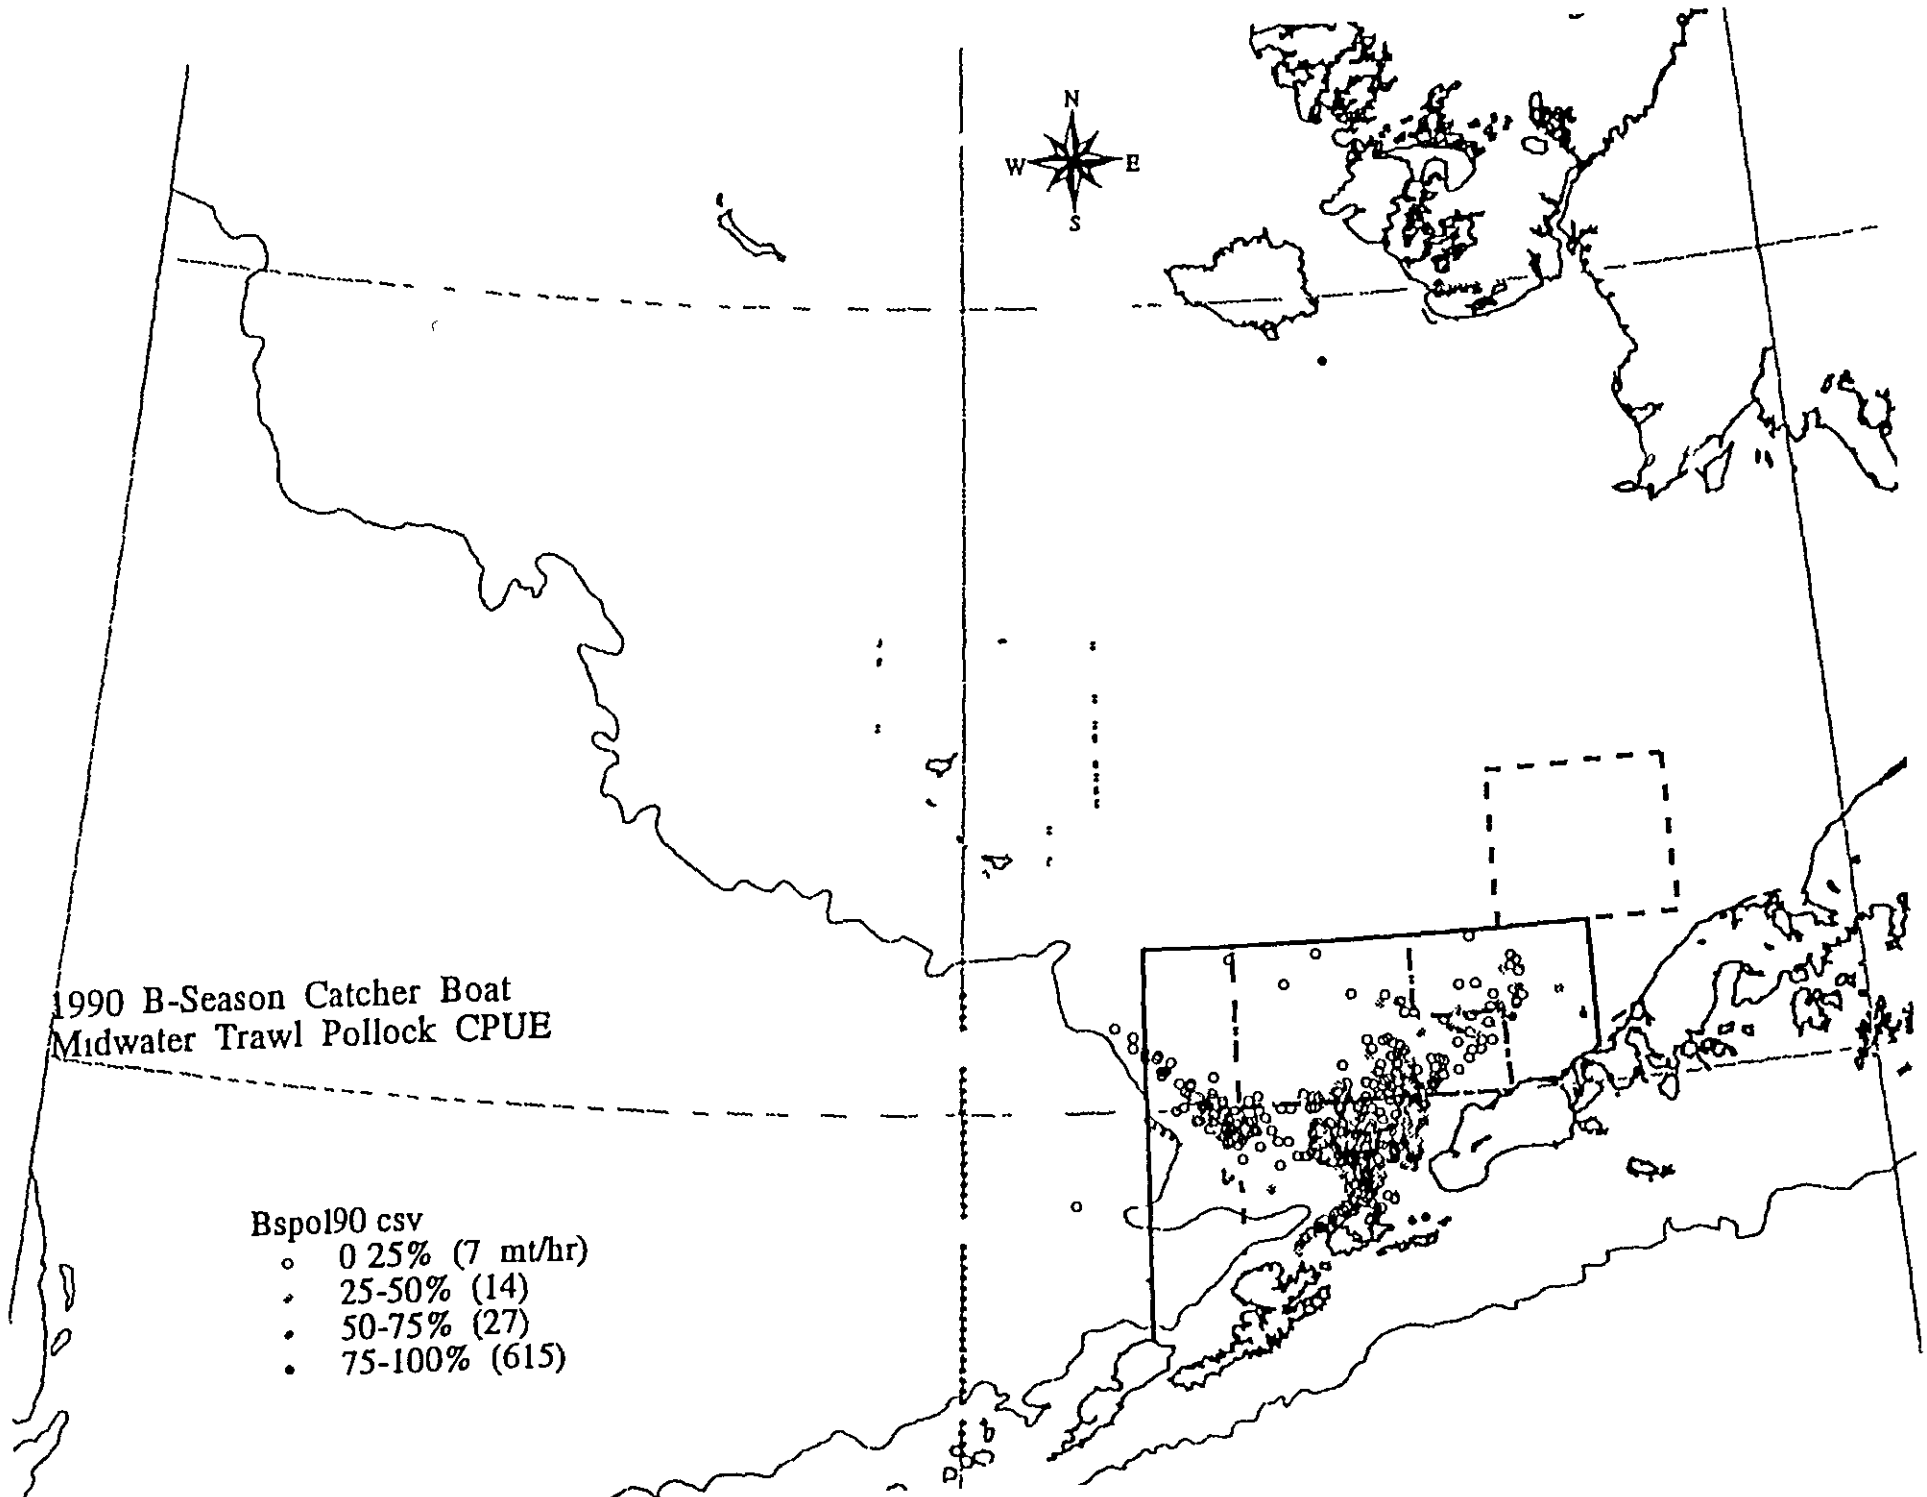 N
W E
S
1990 B-Season Catcher Boat
Midwater Trawl Pollock CPUE
Bspol90 csv
0 25% (7 mt/hr)
25-50% (14)
50-75% (27)
75-100% (615)